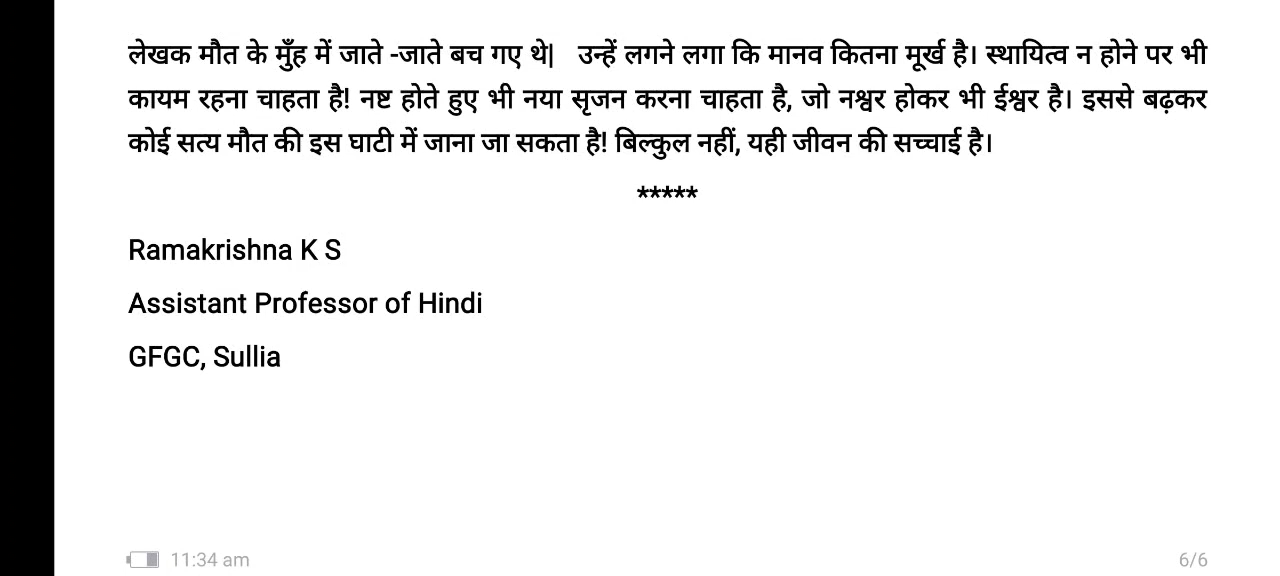 लेखक मौत के मुँह में जाते -जाते बच गए थे| उन्हें लगने लगा कि मानव कितना मूर्ख है। स्थायित्व न होने पर भी
कायम रहना चाहता है! नष्ट होते हुए भी नया सृजन करना चाहता है, जो नश्वर होकर भी ईश्वर है। इससे बढ़कर
कोई सत्य मौत की इस घाटी में जाना जा सकता है! बिल्कुल नहीं, यही जीवन की सच्चाई है।
*****
Ramakrishna K S
Assistant Professor of Hindi
GFGC, Sullia
11:34 am
6/6